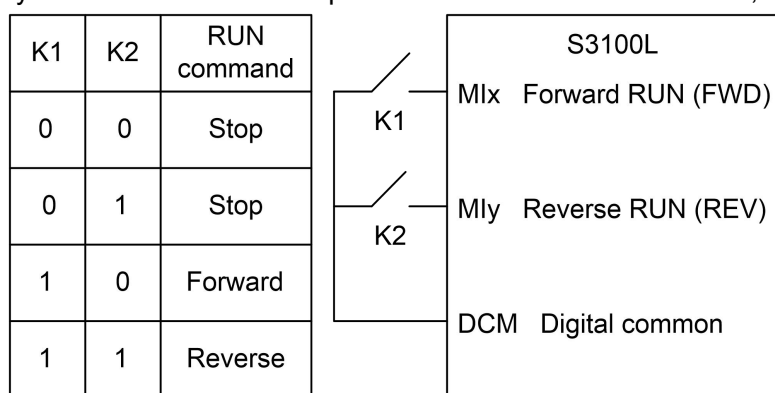 K1 K2 RUN command
0 0 Stop
0 1 Stop
1 0 Forward
1 1 Reverse
K1
K2
S3100L
MIx Forward RUN (FWD)
MIy Reverse RUN (REV)
DCM Digital common